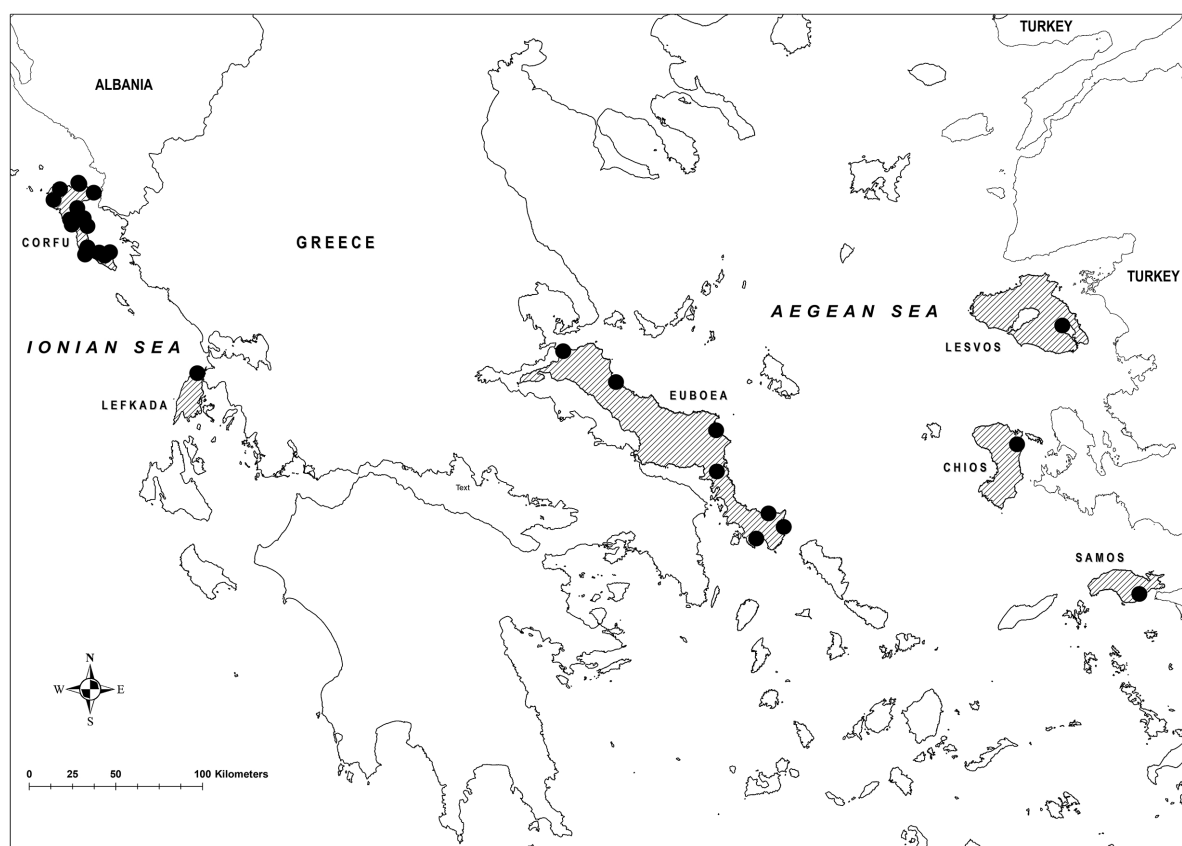 TURKEY
ALBANIA
CORFU
GREECE
TURKEY
AEGEAN SEA
IONIAN SEA
LESVOS
LEFKADA
EUBOEA
CHIOS
Text
SAMOS
N
W E
S
0 25 50 100 Kilometers